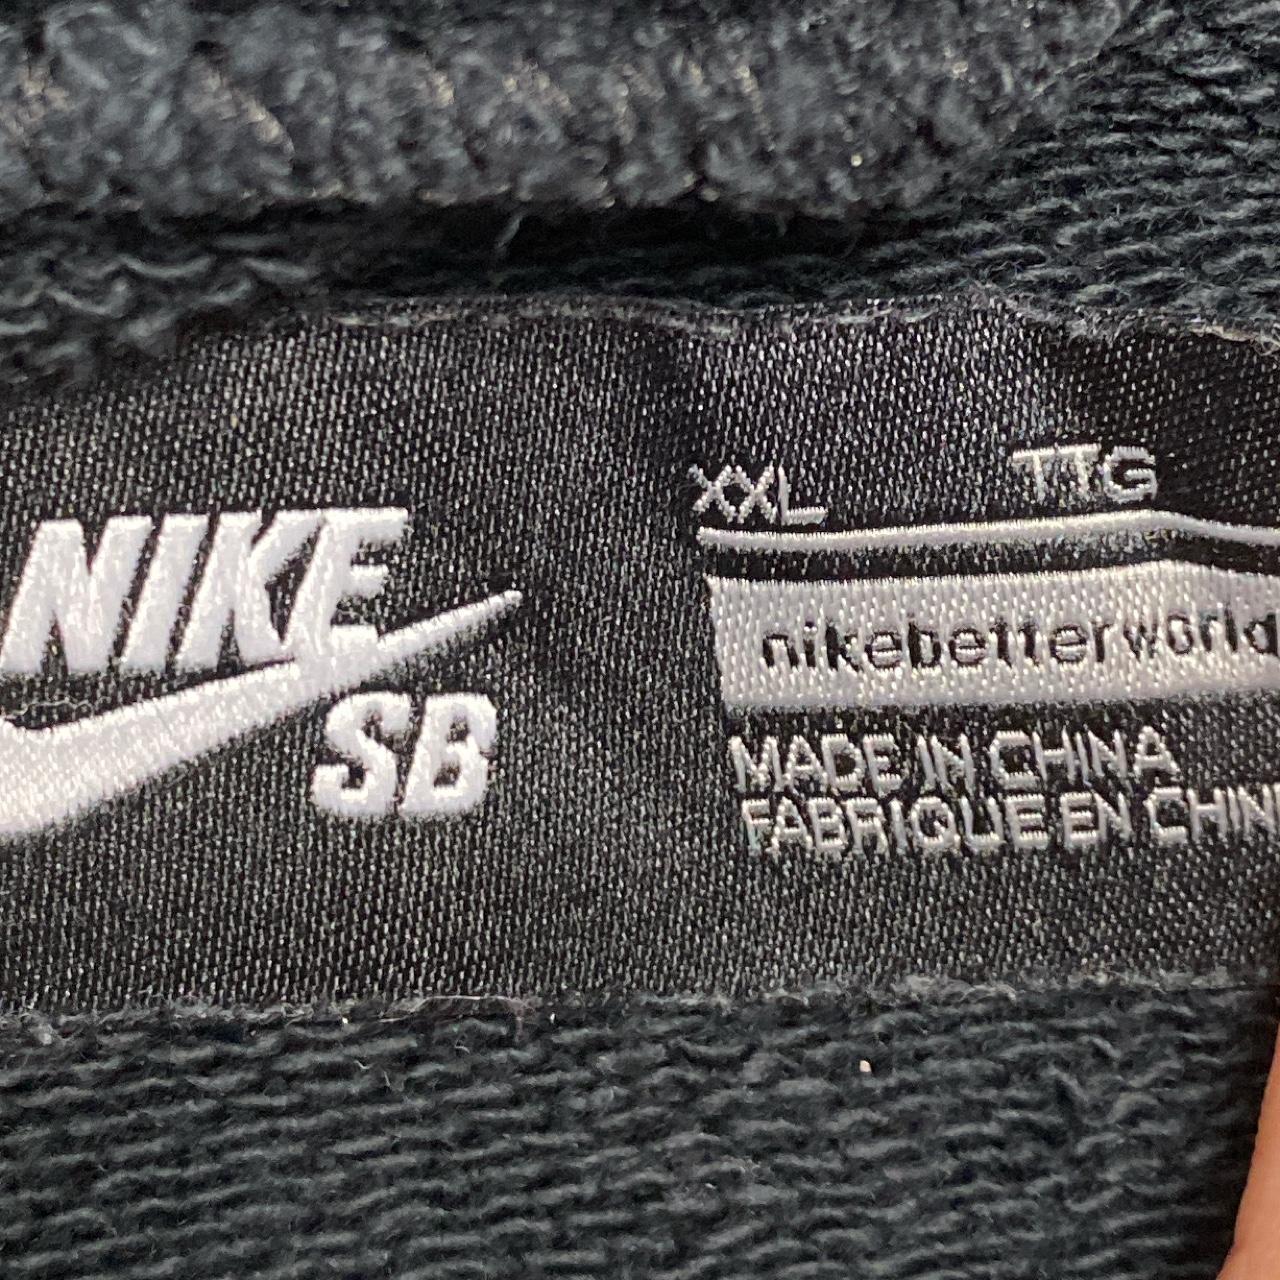 NIKE
SB
XXL TTG
nikebetterworld
MADE IN CHINA
FABRIQUE EN CHIN